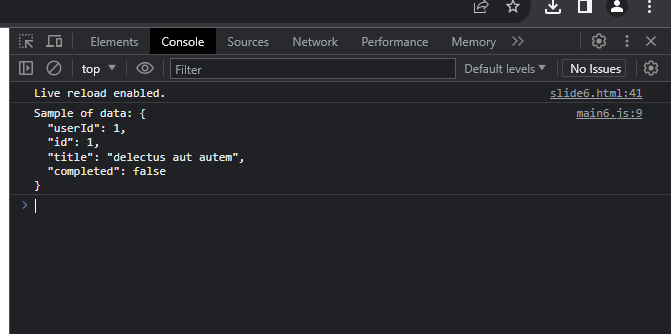 Elements Console Sources Network Performance Memory
top Filter Default levels No Issues
Live reload enabled. slide6.html:41
Sample of data: { main6.js:9
"userId": 1,
"id": 1,
"title": "delectus aut autem",
"completed": false
}